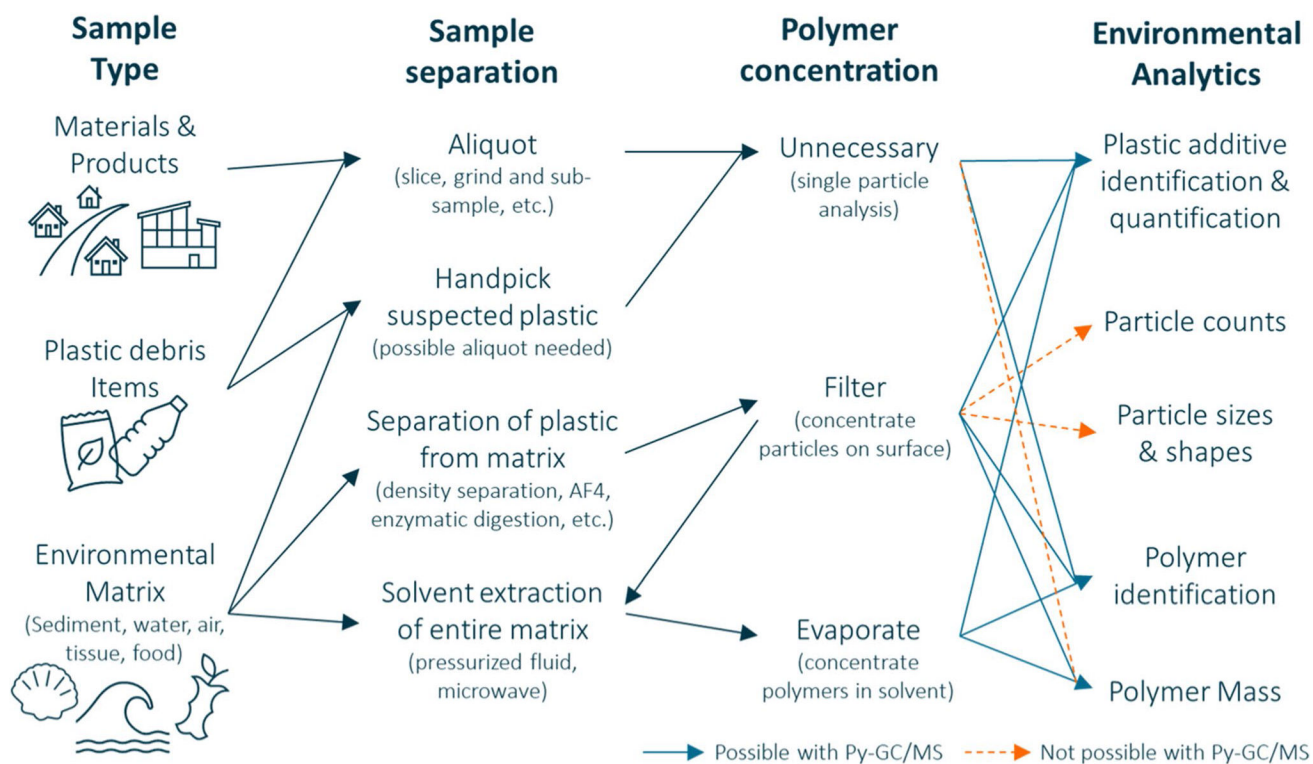 Sample
Type
Sample
separation
Polymer
concentration
Environmental
Analytics
Materials &
Products
Plastic debris
Items
Environmental
Matrix
(Sediment, water, air,
tissue, food)
Aliquot
(slice, grind and sub-
sample, etc.)
Handpick
suspected plastic
(possible aliquot needed)
Separation of plastic
from matrix
(density separation, AF4,
enzymatic digestion, etc.)
Solvent extraction
of entire matrix
(pressurized fluid,
microwave)
Unnecessary
(single particle
analysis)
Filter
(concentrate
particles on surface)
Evaporate
(concentrate
polymers in solvent)
Plastic additive
identification &
quantification
Particle counts
Particle sizes
& shapes
Polymer
identification
Polymer Mass
Possible with Py-GC/MS
Not possible with Py-GC/MS